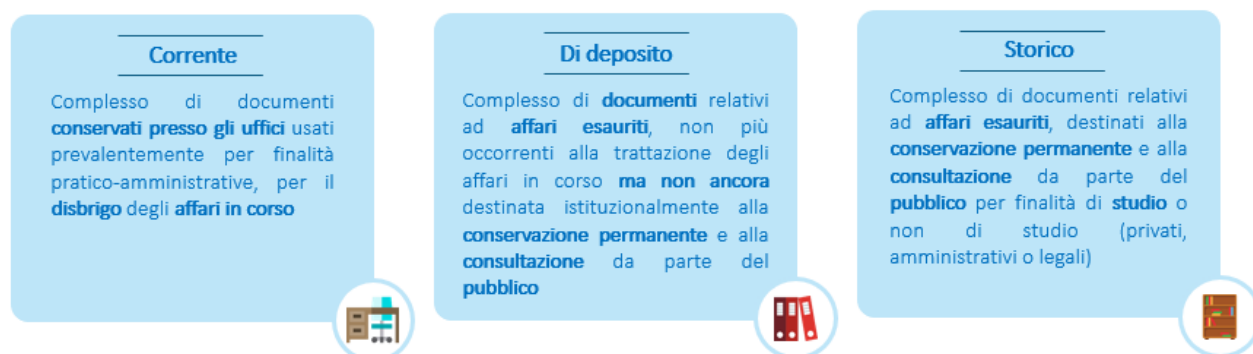 Corrente
Complesso di documenti
conservati presso gli uffici usati
prevalentemente per finalità
pratico-amministrative, per il
disbrigo degli affari in corso
Di deposito
Complesso di documenti relativi
ad affari esauriti, non più
occorrenti alla trattazione degli
affari in corso ma non ancora
destinata istituzionalmente alla
conservazione permanente e alla
consultazione da parte del
pubblico
Storico
Complesso di documenti relativi
ad affari esauriti, destinati alla
conservazione permanente e alla
consultazione da parte del
pubblico per finalità di studio o
non di studio (privati,
amministrativi o legali)